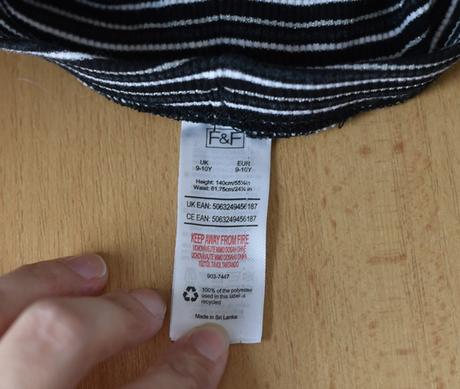 F&F
UK EUR
9-10Y 9-10Y
Height: 140cm/55¼in
Waist: 61.75cm/24¼in
UK EAN: 5063249456187
CE EAN: 5063249456187
KEEP AWAY FROM FIRE
903-7447
100% of the polyester
used in this label is
recycled
Made in Sri Lanka